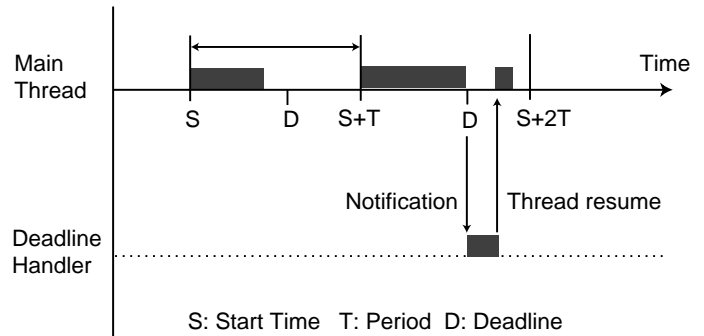 Main
Thread
Time
S
D
S+T
D
S+2T
Notification
Thread resume
Deadline
Handler
S: Start Time T: Period D: Deadline